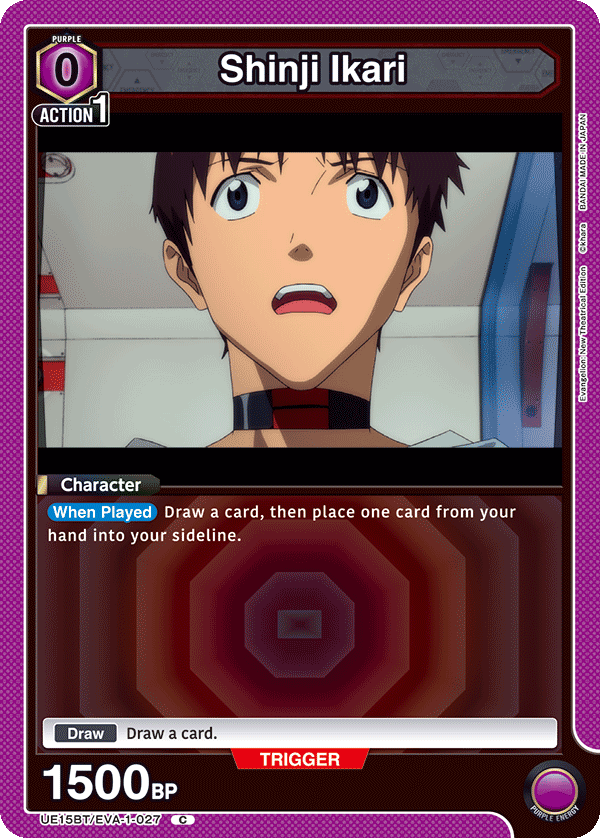 PURPLE
0
Shinji Ikari
ACTION 1
Evangelion: New Theatrical Edition ©khara BANDAI MADE IN JAPAN
Character
When Played Draw a card, then place one card from your
hand into your sideline.
Draw Draw a card.
TRIGGER
1500 BP
PURPLE ENERGY
UE15BT/EVA-1-027 C